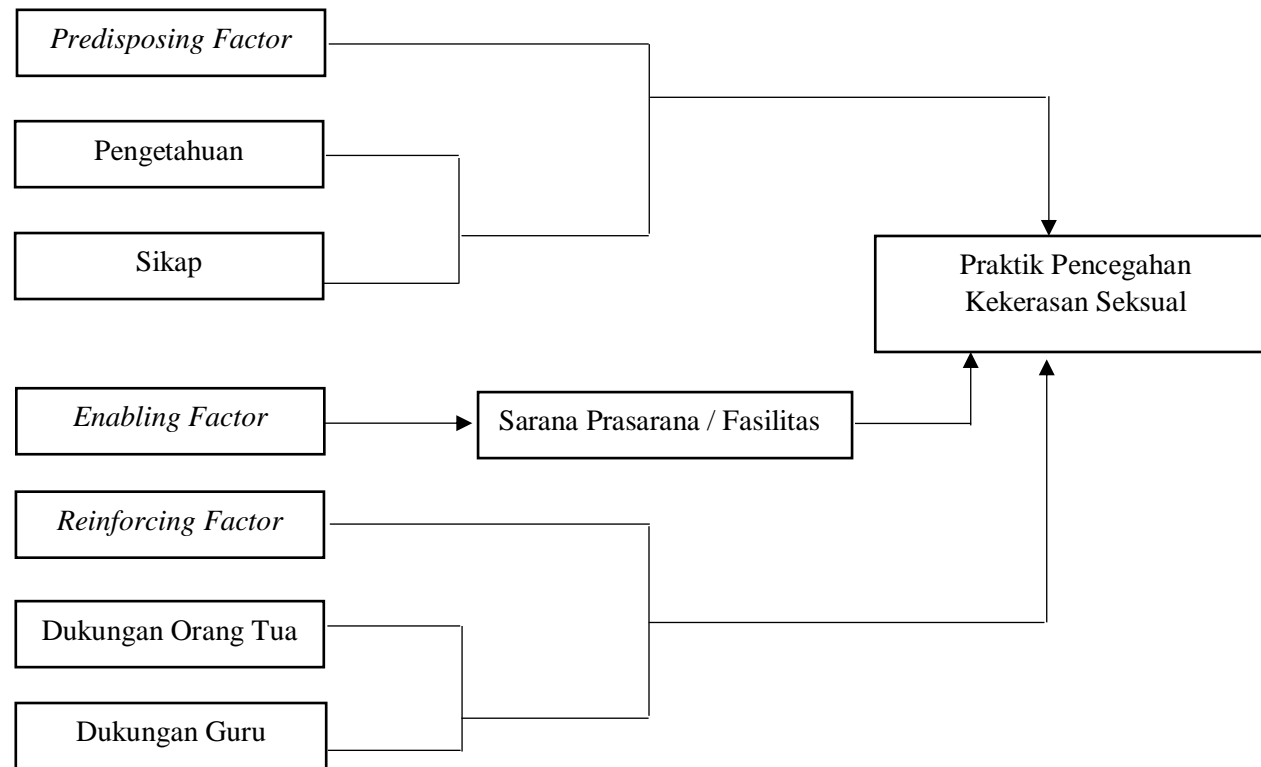 Predisposing Factor
Pengetahuan
Sikap
Praktik Pencegahan
Kekerasan Seksual
Enabling Factor
Sarana Prasarana / Fasilitas
Reinforcing Factor
Dukungan Orang Tua
Dukungan Guru